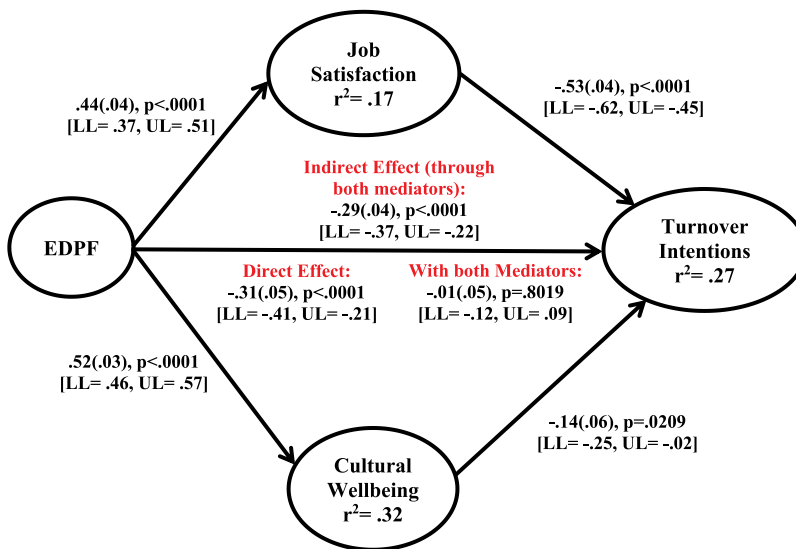 Job
Satisfaction
r²= .17
.44(.04), p<.0001
[LL= .37, UL= .51]
-.53(.04), p<.0001
[LL= -.62, UL= -.45]
Indirect Effect (through
both mediators):
-.29(.04), p<.0001
[LL= -.37, UL= -.22]
EDPF
Turnover
Intentions
r²= .27
Direct Effect:
-.31(.05), p<.0001
[LL= -.41, UL= -.21]
With both Mediators:
-.01(.05), p=.8019
[LL= -.12, UL= .09]
.52(.03), p<.0001
[LL= .46, UL= .57]
-.14(.06), p=.0209
[LL= -.25, UL= -.02]
Cultural
Wellbeing
r²= .32